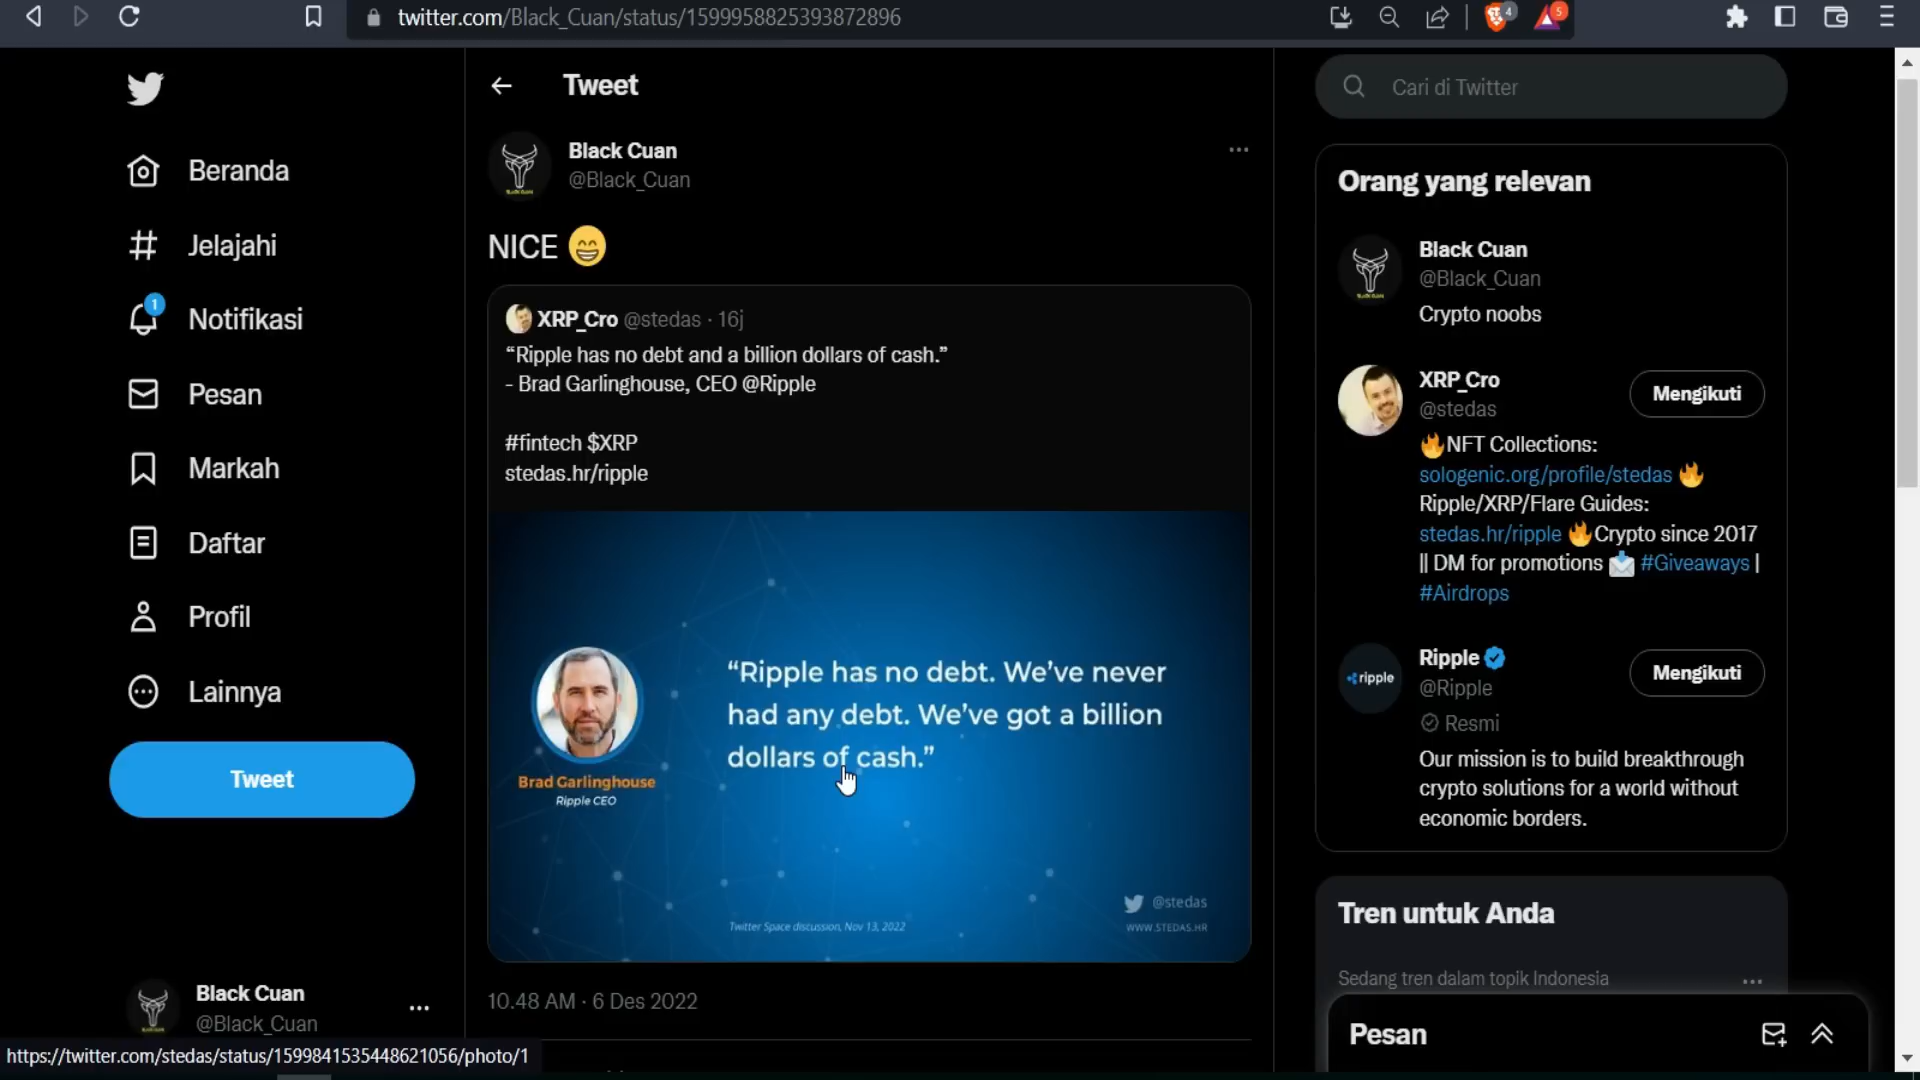 twitter.com/Black_Cuan/status/1599958825393872896
4
5
Beranda
Jelajahi
1
Notifikasi
Pesan
Markah
Daftar
Profil
Lainnya
Tweet
Black Cuan
@Black_Cuan
https://twitter.com/stedas/status/1599841535448621056/photo/1
Tweet
Black Cuan
@Black_Cuan
NICE 😁
XRP_Cro @stedas · 16j
“Ripple has no debt and a billion dollars of cash.”
- Brad Garlinghouse, CEO @Ripple
#fintech $XRP
stedas.hr/ripple
“Ripple has no debt. We’ve never
had any debt. We’ve got a billion
dollars of cash.”
Brad Garlinghouse
Ripple CEO
@stedas
Twitter Space discussion, Nov 13, 2022
WWW.STEDAS.HR
10.48 AM · 6 Des 2022
Cari di Twitter
Orang yang relevan
Black Cuan
@Black_Cuan
Crypto noobs
XRP_Cro
@stedas
Mengikuti
🔥NFT Collections:
sologenic.org/profile/stedas 🔥
Ripple/XRP/Flare Guides:
stedas.hr/ripple 🔥Crypto since 2017
|| DM for promotions 📩 #Giveaways |
#Airdrops
ripple
Ripple
@Ripple
Mengikuti
Resmi
Our mission is to build breakthrough
crypto solutions for a world without
economic borders.
Tren untuk Anda
Sedang tren dalam topik Indonesia
Pesan